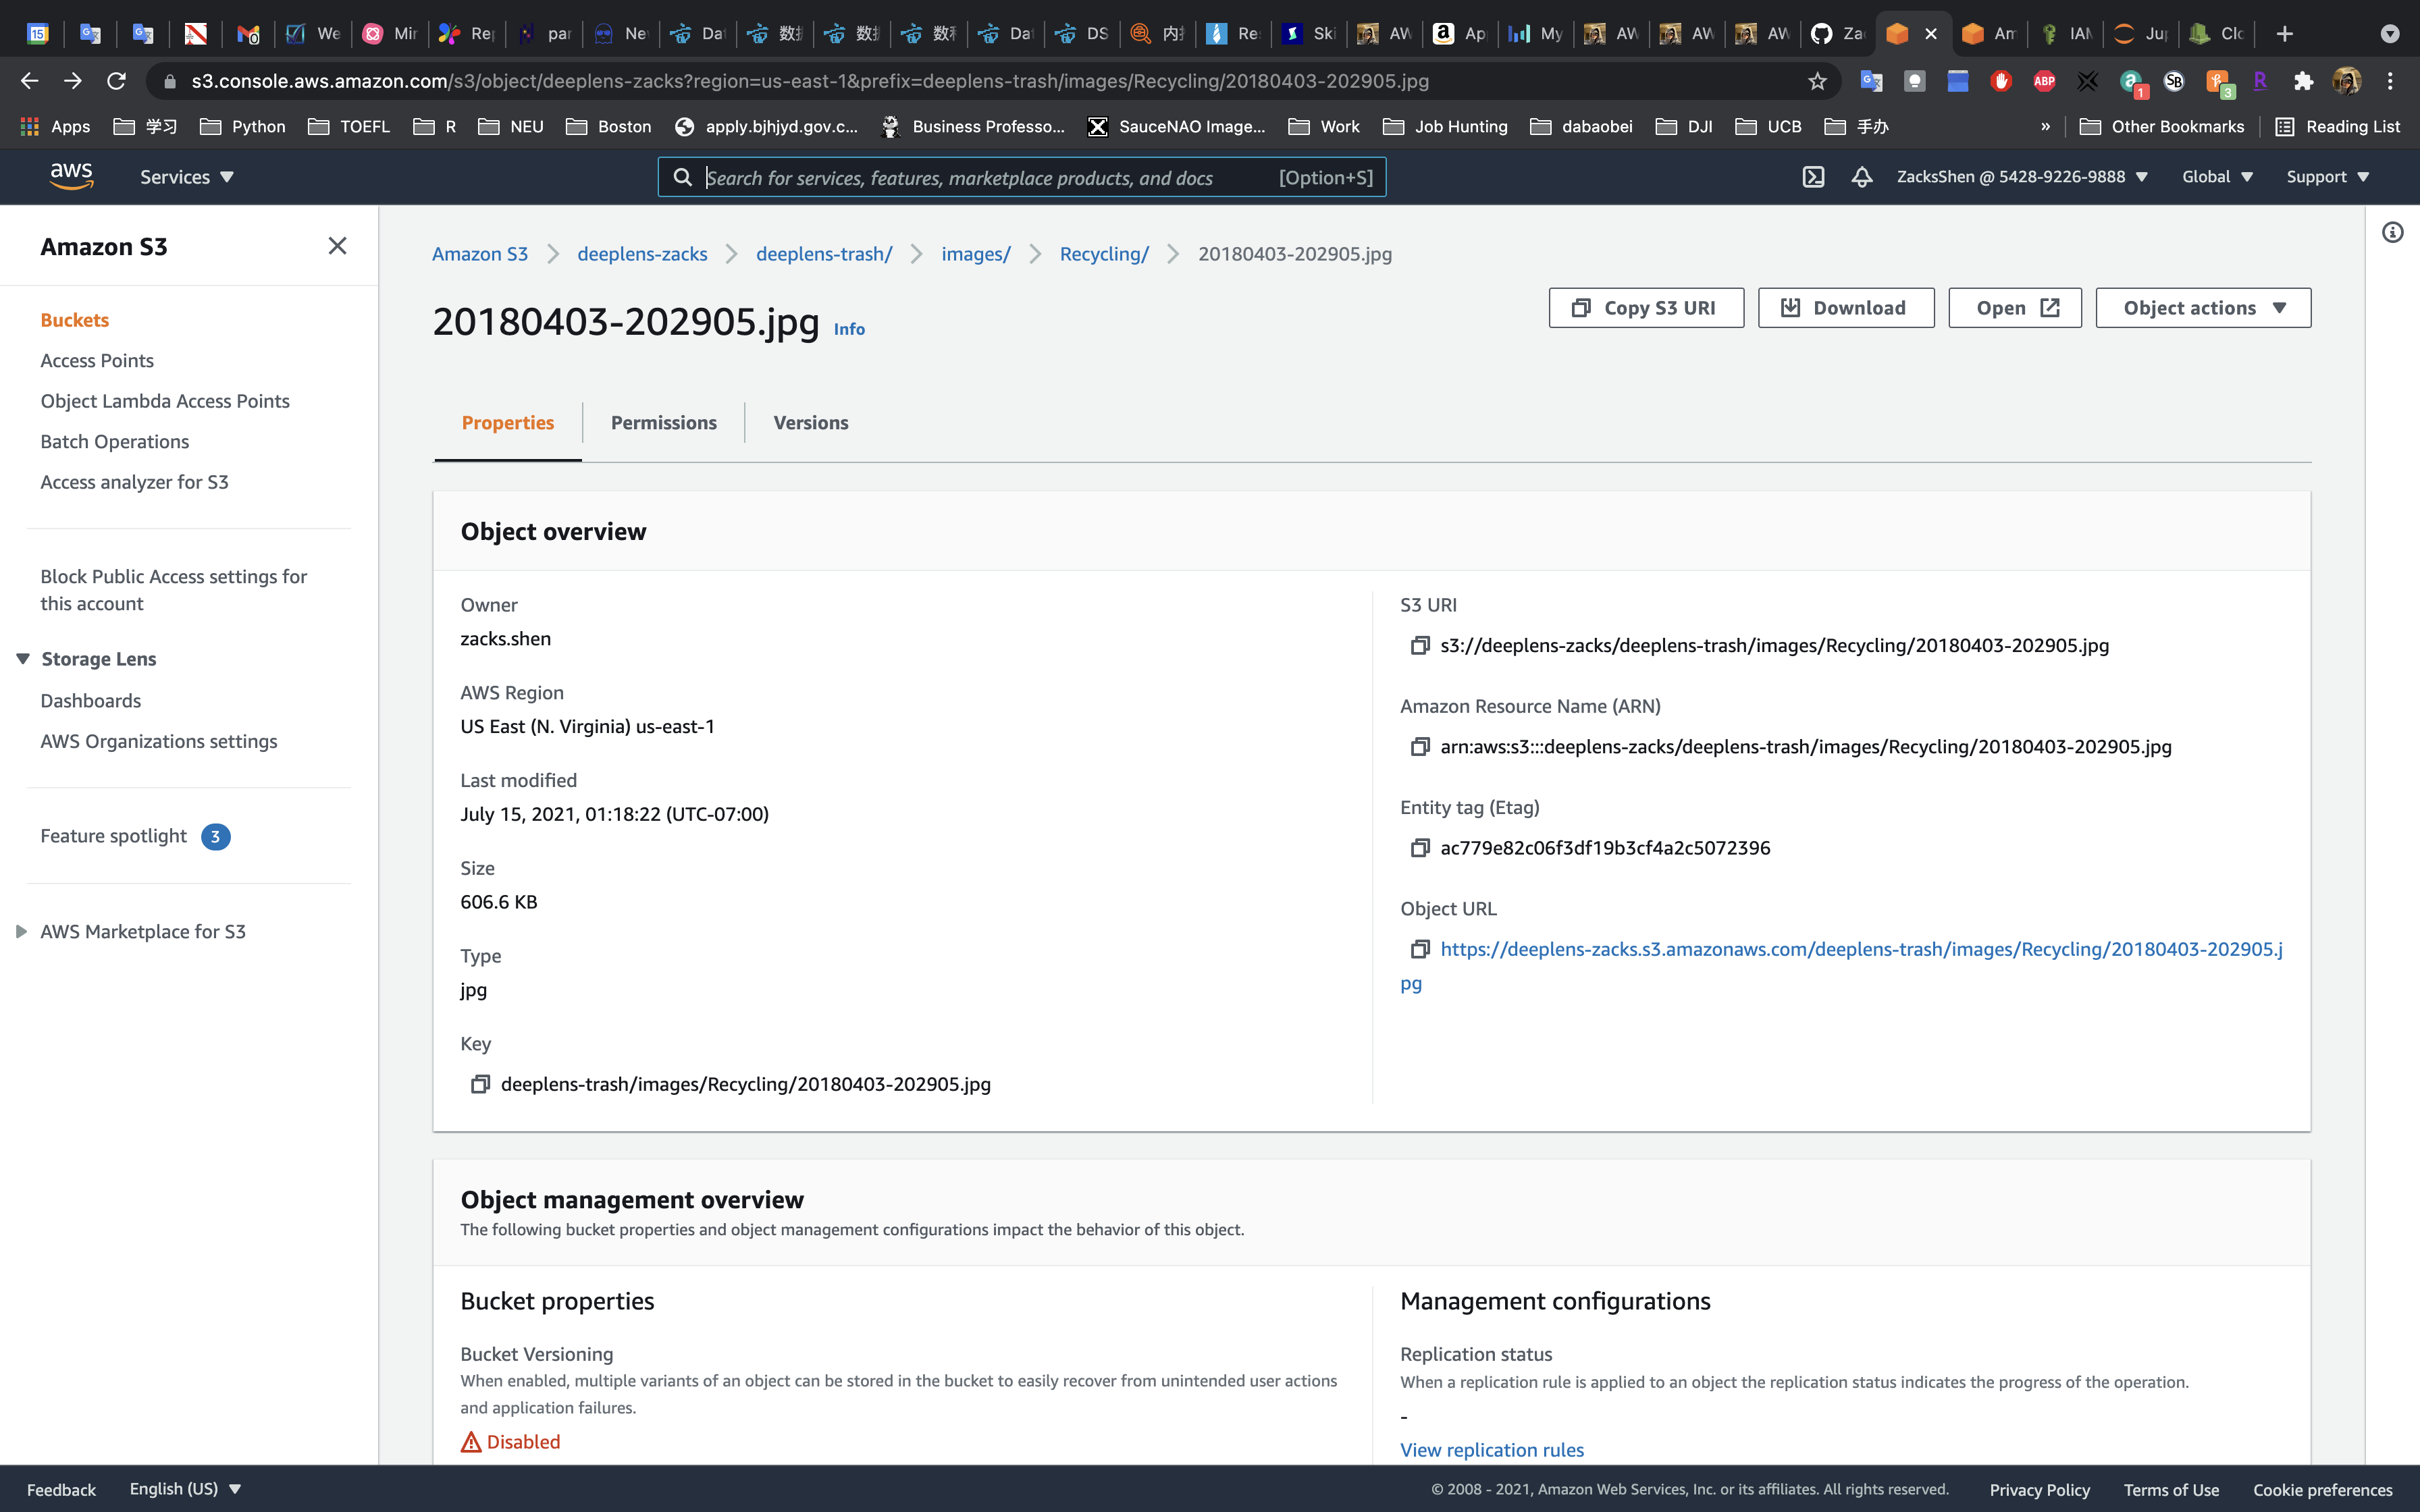 15 We Mir Rep par Ne Da 数据 数据 数科 Da DS 内推 Re Ski AW Ap My AW AW AW Za Am IAM Jup Clo
s3.console.aws.amazon.com/s3/object/deeplens-zacks?region=us-east-1&prefix=deeplens-trash/images/Recycling/20180403-202905.jpg ABP 1 SB 3 R
Apps 学习 Python TOEFL R NEU Boston apply.bjhjyd.gov.c... Business Professo... SauceNAO Image... Work Job Hunting dabaobei DJI UCB 手办 » Other Bookmarks Reading List
aws Services Search for services, features, marketplace products, and docs [Option+S] ZacksShen @ 5428-9226-9888 Global Support
Amazon S3
Buckets
Access Points
Object Lambda Access Points
Batch Operations
Access analyzer for S3
Block Public Access settings for
this account
Storage Lens
Dashboards
AWS Organizations settings
Feature spotlight 3
AWS Marketplace for S3
Amazon S3 > deeplens-zacks > deeplens-trash/ > images/ > Recycling/ > 20180403-202905.jpg
20180403-202905.jpg Info
Copy S3 URI Download Open Object actions
Properties Permissions Versions
Object overview
Owner
zacks.shen
AWS Region
US East (N. Virginia) us-east-1
Last modified
July 15, 2021, 01:18:22 (UTC-07:00)
Size
606.6 KB
Type
jpg
Key
deeplens-trash/images/Recycling/20180403-202905.jpg
S3 URI
s3://deeplens-zacks/deeplens-trash/images/Recycling/20180403-202905.jpg
Amazon Resource Name (ARN)
arn:aws:s3:::deeplens-zacks/deeplens-trash/images/Recycling/20180403-202905.jpg
Entity tag (Etag)
ac779e82c06f3df19b3cf4a2c5072396
Object URL
https://deeplens-zacks.s3.amazonaws.com/deeplens-trash/images/Recycling/20180403-202905.j
pg
Object management overview
The following bucket properties and object management configurations impact the behavior of this object.
Bucket properties
Bucket Versioning
When enabled, multiple variants of an object can be stored in the bucket to easily recover from unintended user actions
and application failures.
Disabled
Management configurations
Replication status
When a replication rule is applied to an object the replication status indicates the progress of the operation.
-
View replication rules
Feedback English (US) © 2008 - 2021, Amazon Web Services, Inc. or its affiliates. All rights reserved. Privacy Policy Terms of Use Cookie preferences